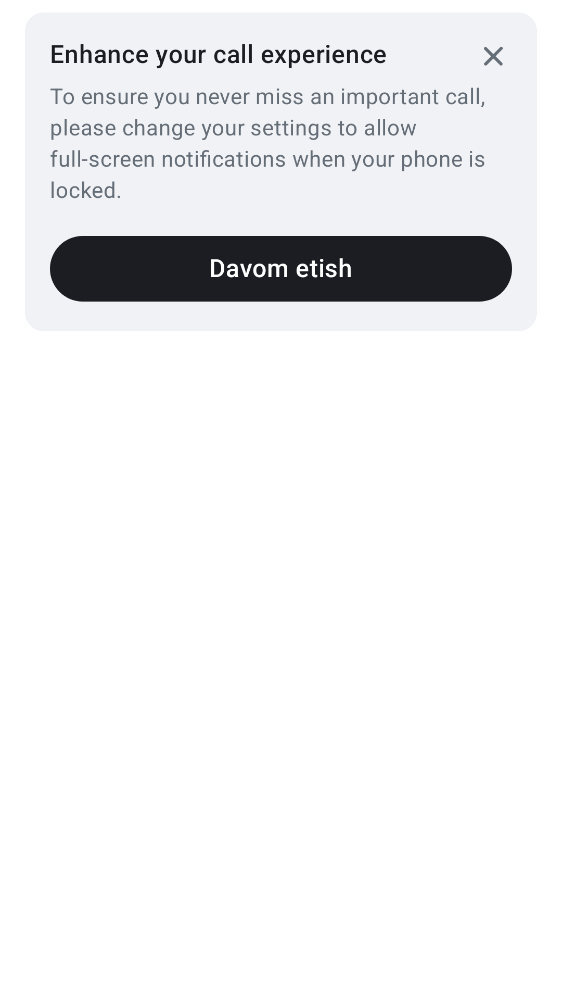 Enhance your call experience
To ensure you never miss an important call,
please change your settings to allow
full-screen notifications when your phone is
locked.
Davom etish